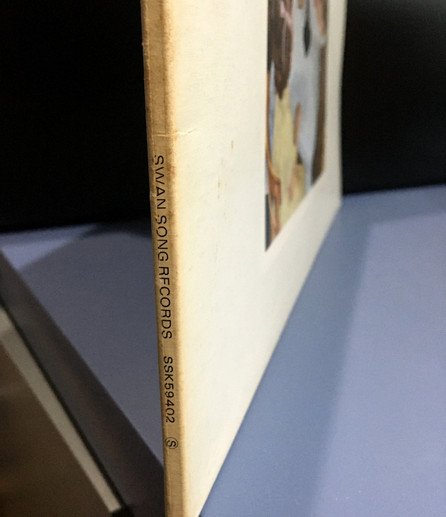 SWAN SONG RECORDS SSK59402 Ⓢ